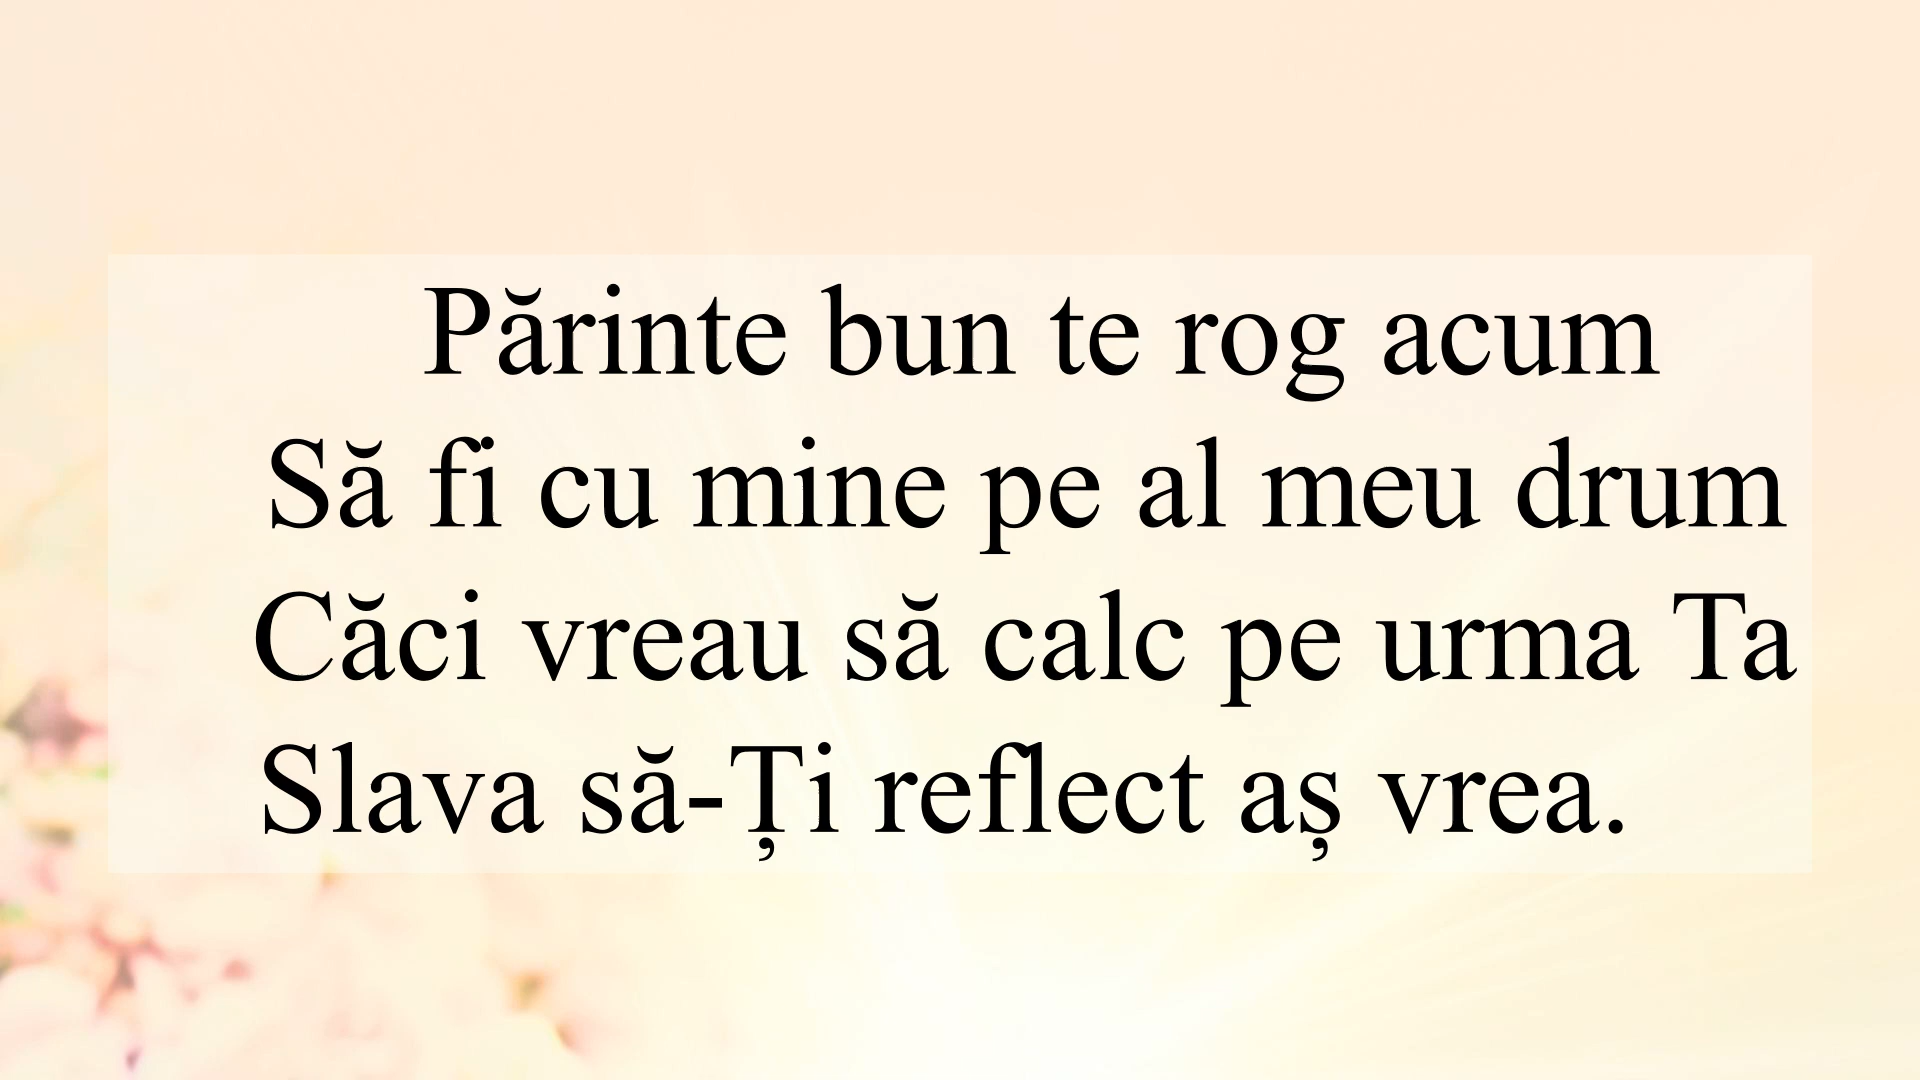 Părinte bun te rog acum
Să fi cu mine pe al meu drum
Căci vreau să calc pe urma Ta
Slava să-Ți reflect aș vrea.